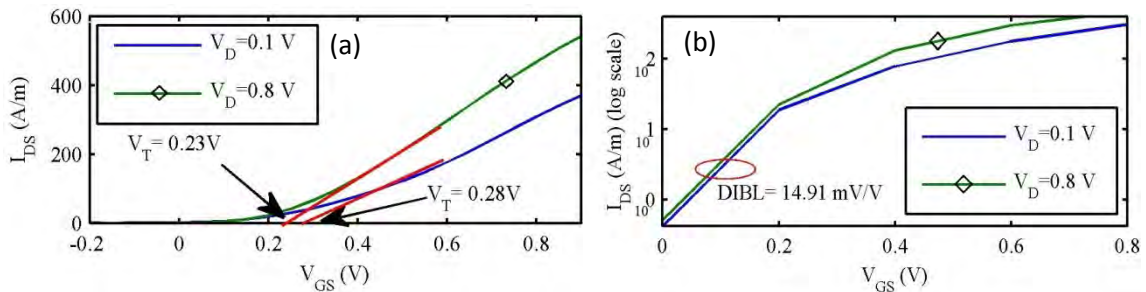 600
400
200
0
I_DS (A/m)
V_D=0.1 V
V_D=0.8 V
(a)
V_T = 0.23V
V_T = 0.28V
-0.2 0 0.2 0.4 0.6 0.8
V_GS (V)
(b)
I_DS (A/m) (log scale)
10^2
10^1
10^0
V_D=0.1 V
V_D=0.8 V
DIBL= 14.91 mV/V
0 0.2 0.4 0.6 0.8
V_GS (V)